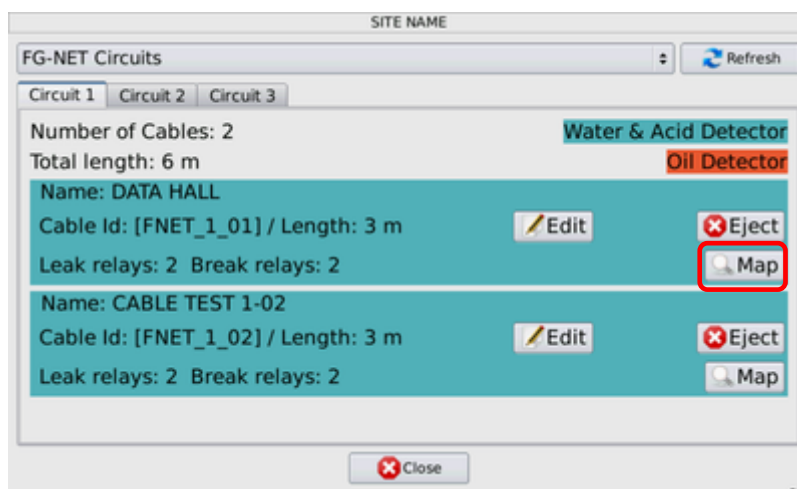 SITE NAME
FG-NET Circuits
Refresh
Circuit 1 Circuit 2 Circuit 3
Number of Cables: 2 Water & Acid Detector
Total length: 6 m Oil Detector
Name: DATA HALL
Cable Id: [FNET_1_01] / Length: 3 m Edit Eject
Leak relays: 2 Break relays: 2 Map
Name: CABLE TEST 1-02
Cable Id: [FNET_1_02] / Length: 3 m Edit Eject
Leak relays: 2 Break relays: 2 Map
Close